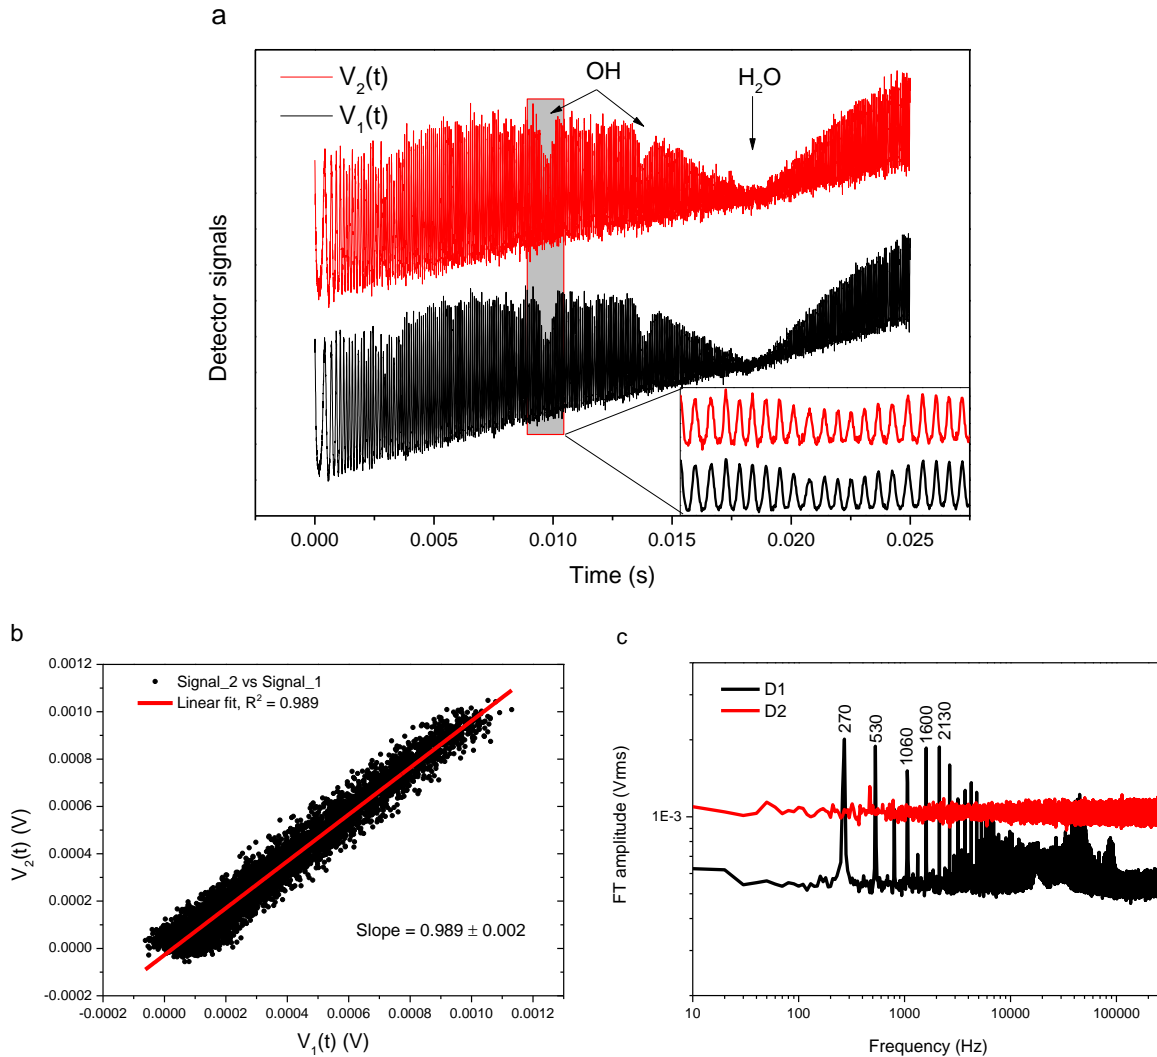 a
V₂(t)
V₁(t)
OH
H₂O
Detector signals
0.000 0.005 0.010 0.015 0.020 0.025
Time (s)
b
0.0012
0.0010
0.0008
0.0006
0.0004
0.0002
0.0000
-0.0002
Signal_2 vs Signal_1
Linear fit, R² = 0.989
Slope = 0.989 ± 0.002
V₂(t) (V)
-0.0002 0.0000 0.0002 0.0004 0.0006 0.0008 0.0010 0.0012
V₁(t) (V)
c
D1
D2
270
530
1060
1600
2130
1E-3
FT amplitude (Vrms)
10 100 1000 10000 100000
Frequency (Hz)